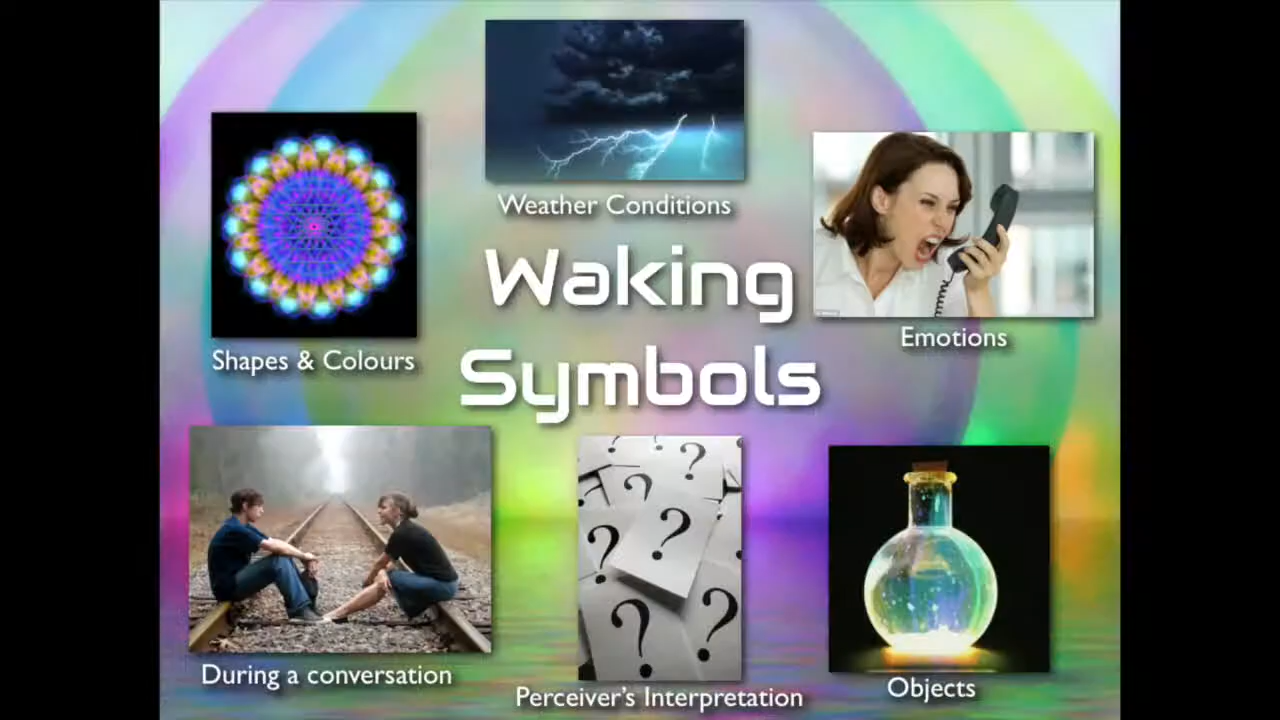 Weather Conditions
Waking
Symbols
Shapes & Colours
Emotions
During a conversation
Perceiver's Interpretation
Objects
? ? ? ? ? ? ?